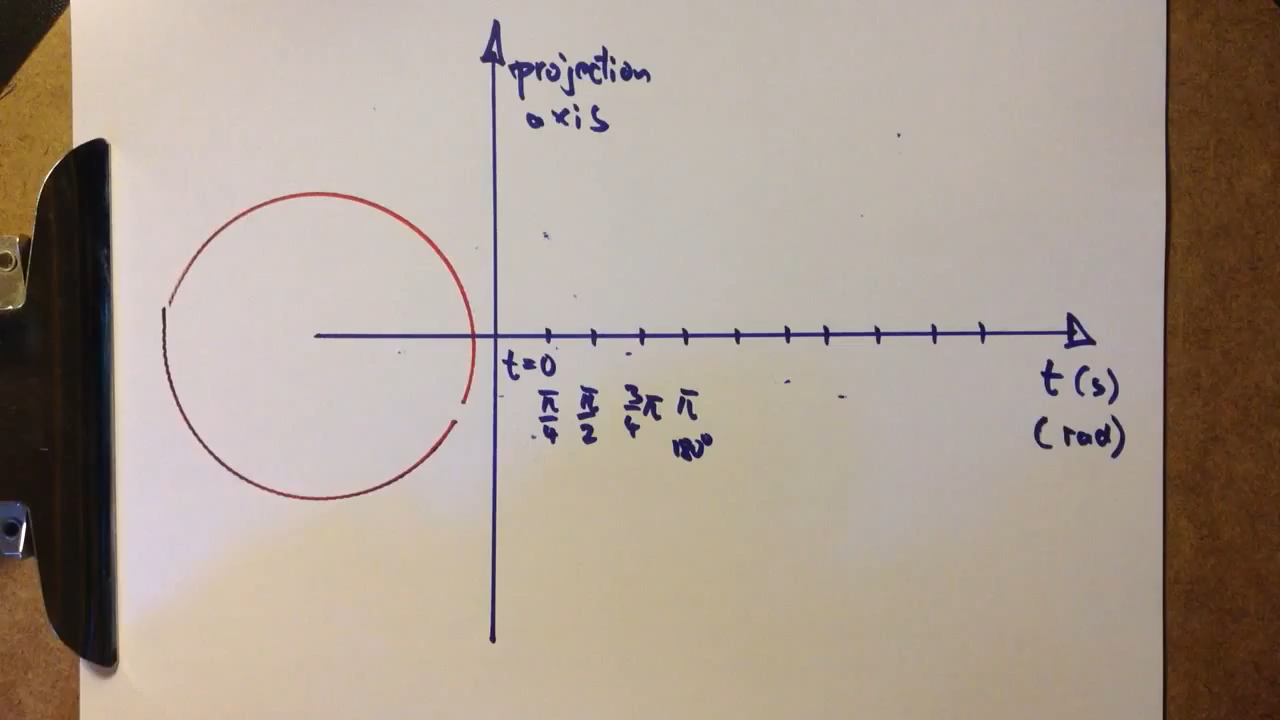 projection
axis
t=0
π/4 π/2 3/4π π
180°
t(s)
(rad)